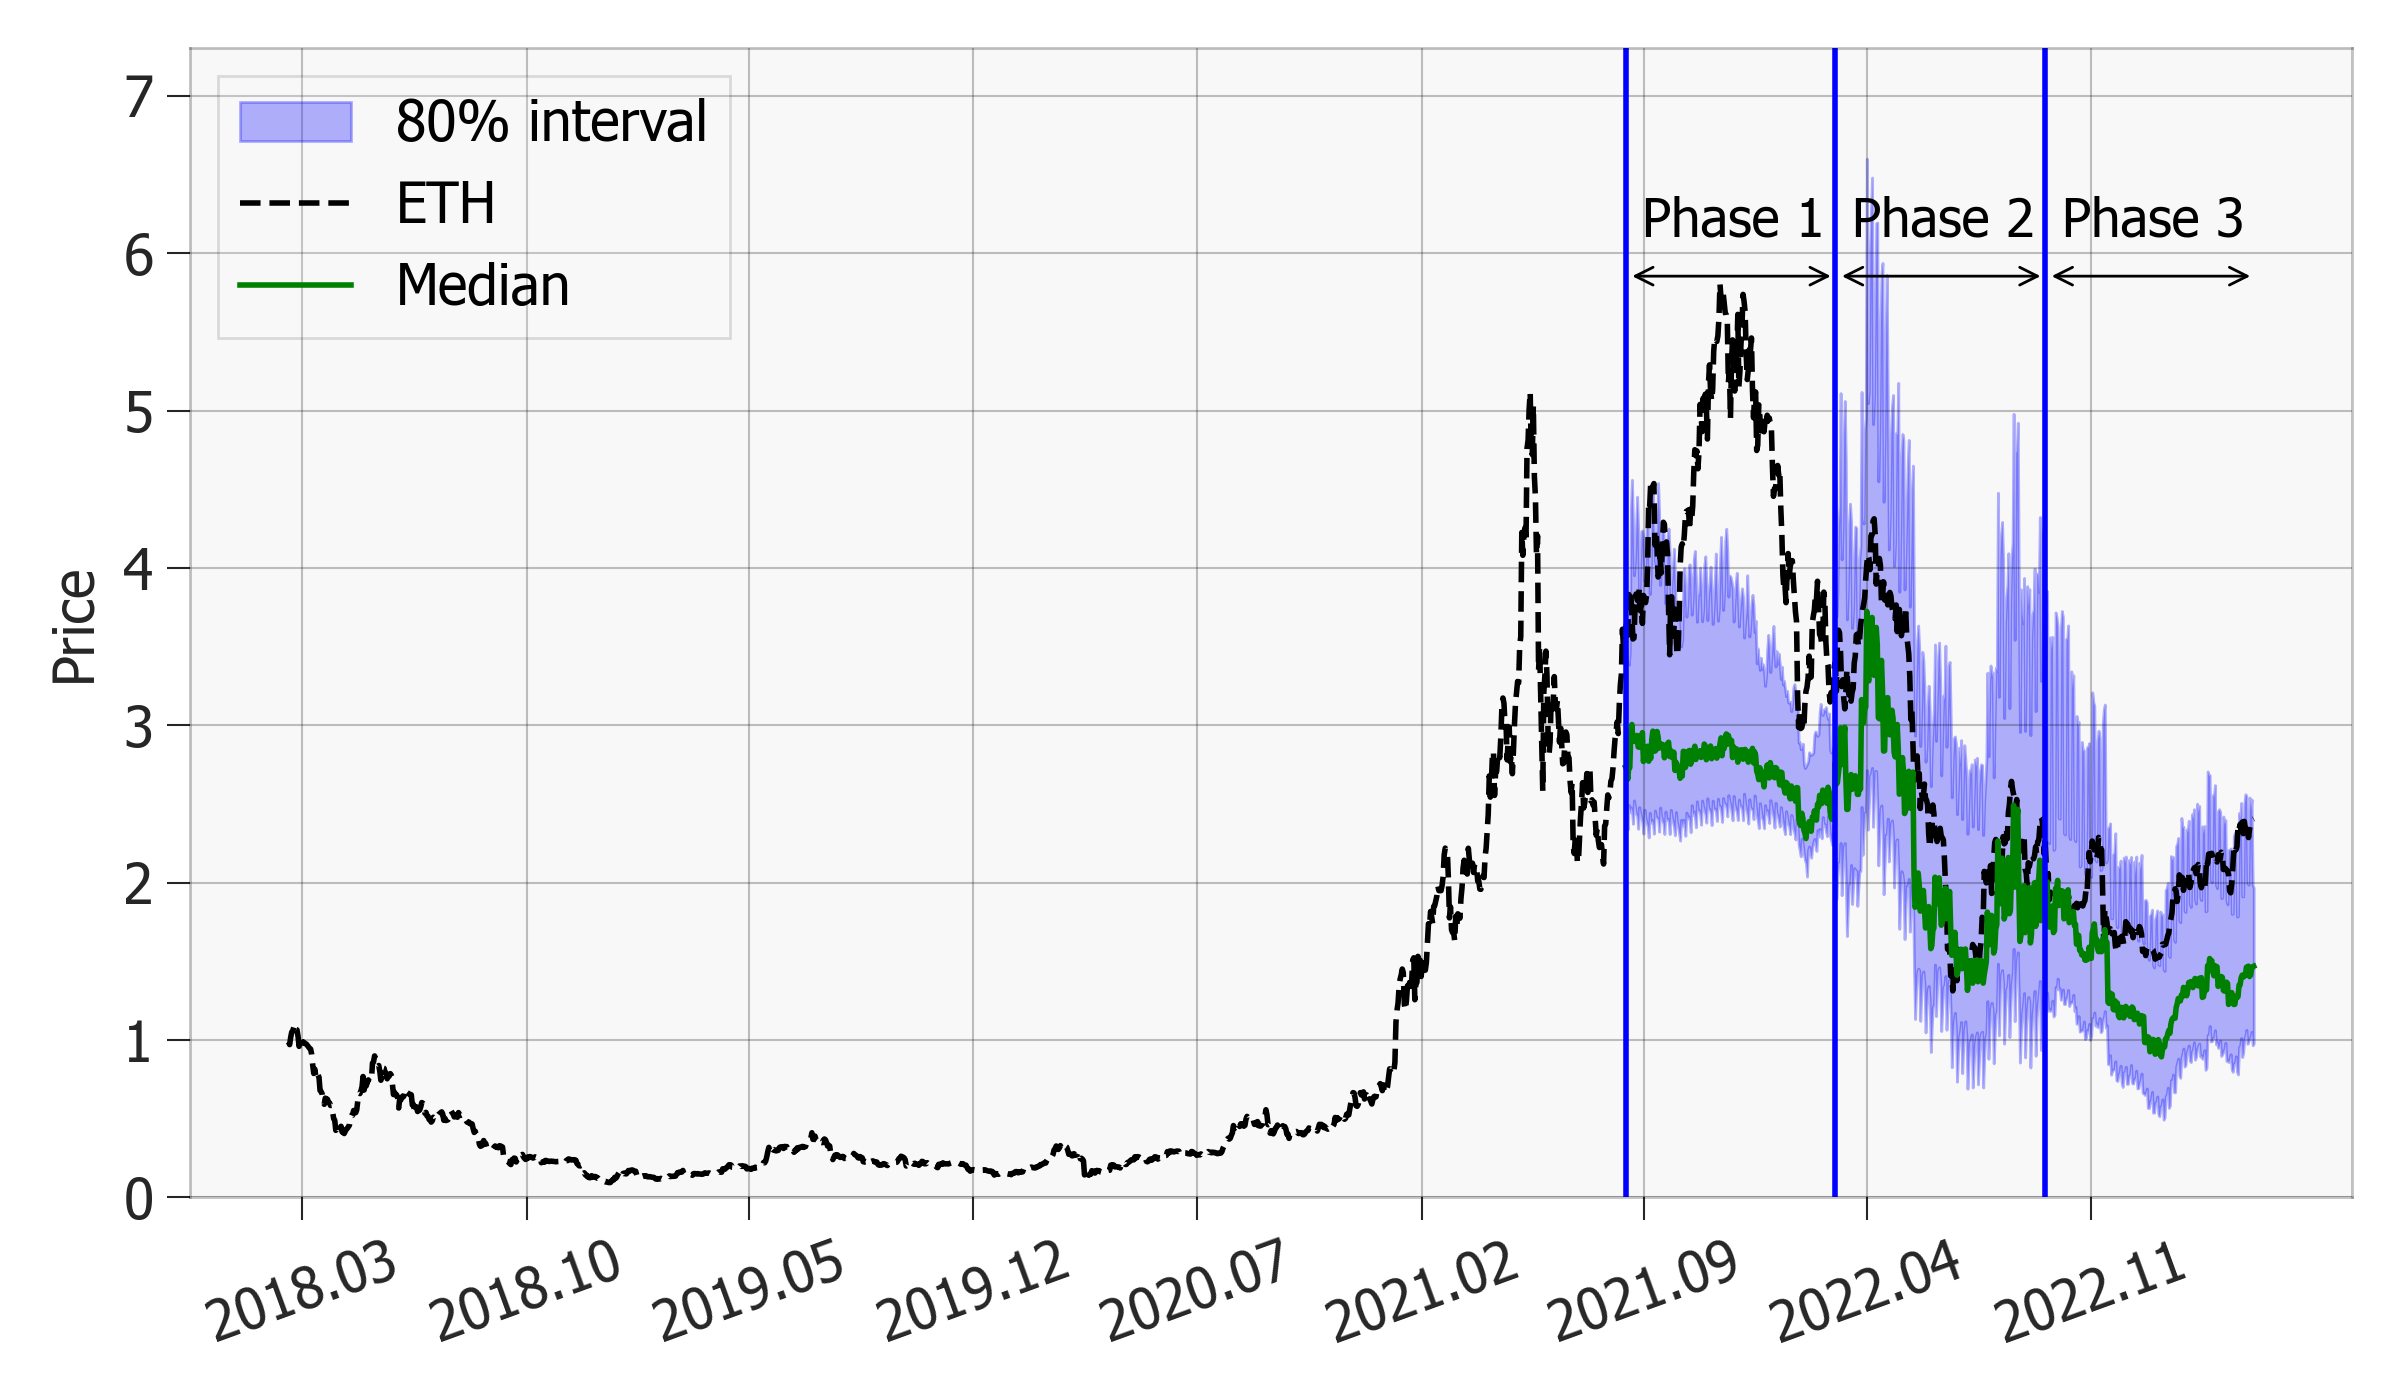 80% interval
ETH
Median
Phase 1
Phase 2
Phase 3
Price
7
6
5
4
3
2
1
0
2018.03
2018.10
2019.05
2019.12
2020.07
2021.02
2021.09
2022.04
2022.11